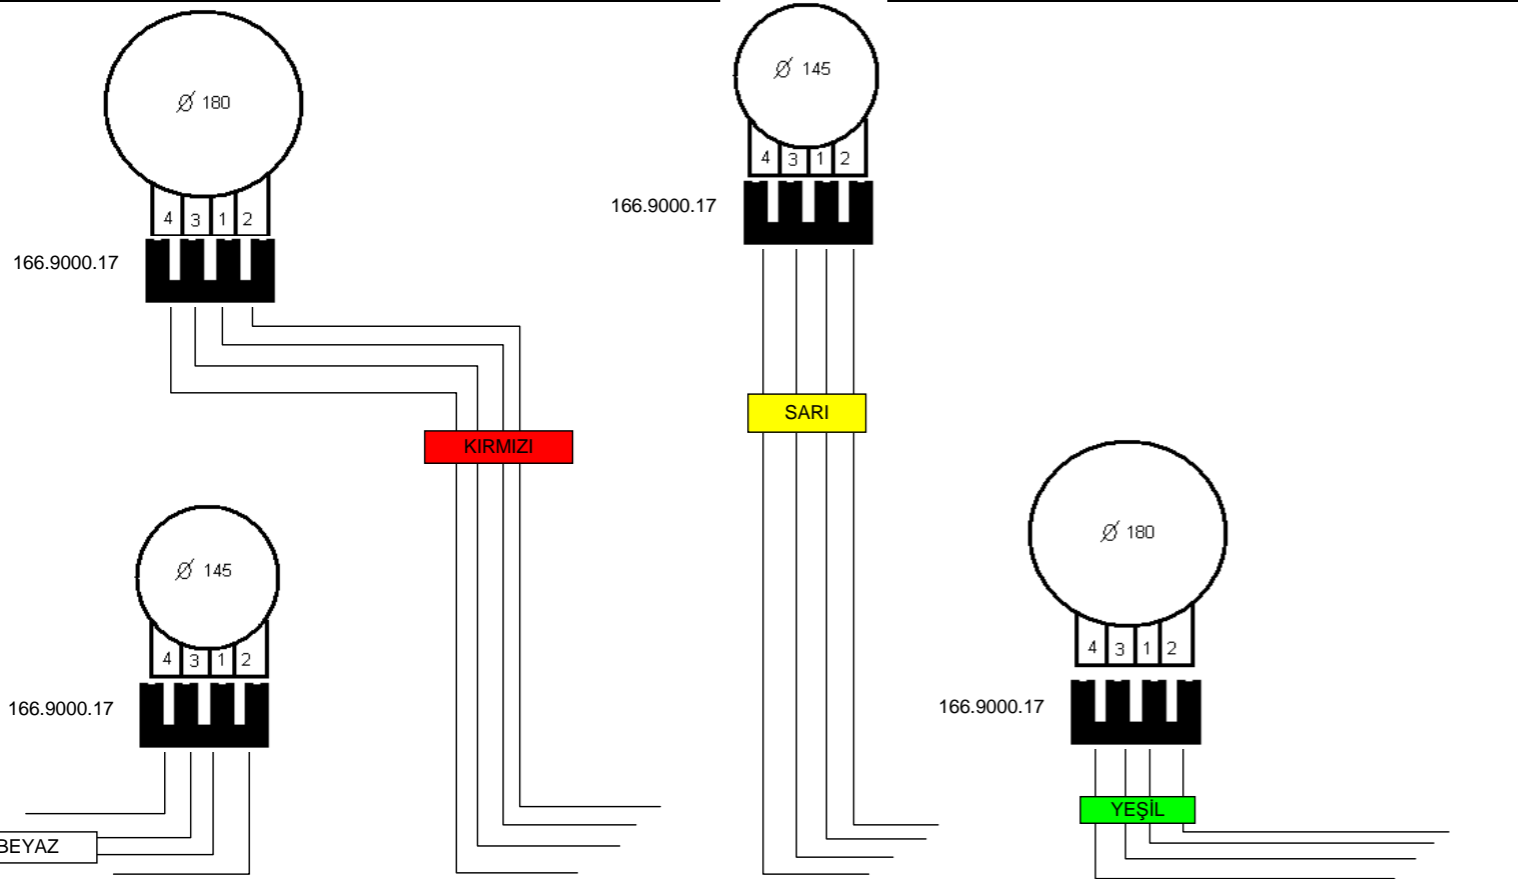 Ø 180
4 3 1 2
166.9000.17
KIRMIZI
Ø 145
4 3 1 2
166.9000.17
SARI
Ø 145
4 3 1 2
166.9000.17
BEYAZ
Ø 180
4 3 1 2
166.9000.17
YEŞİL